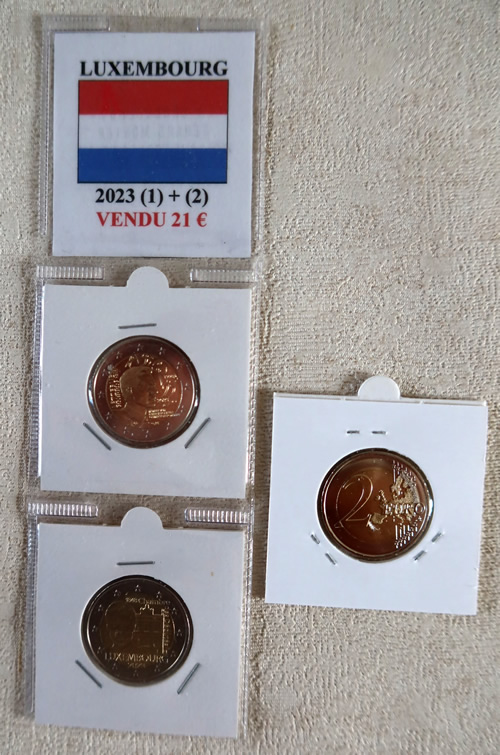 LUXEMBOURG
2023 (1) + (2)
VENDU 21 €
2 EURO
LUXEMBOURG